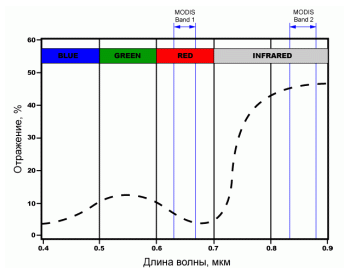 MODIS
Band 1
MODIS
Band 2
60
BLUE GREEN RED INFRARED
50
40
30
20
10
0
0.4 0.5 0.6 0.7 0.8 0.9
Отражение, %
Длина волны, мкм